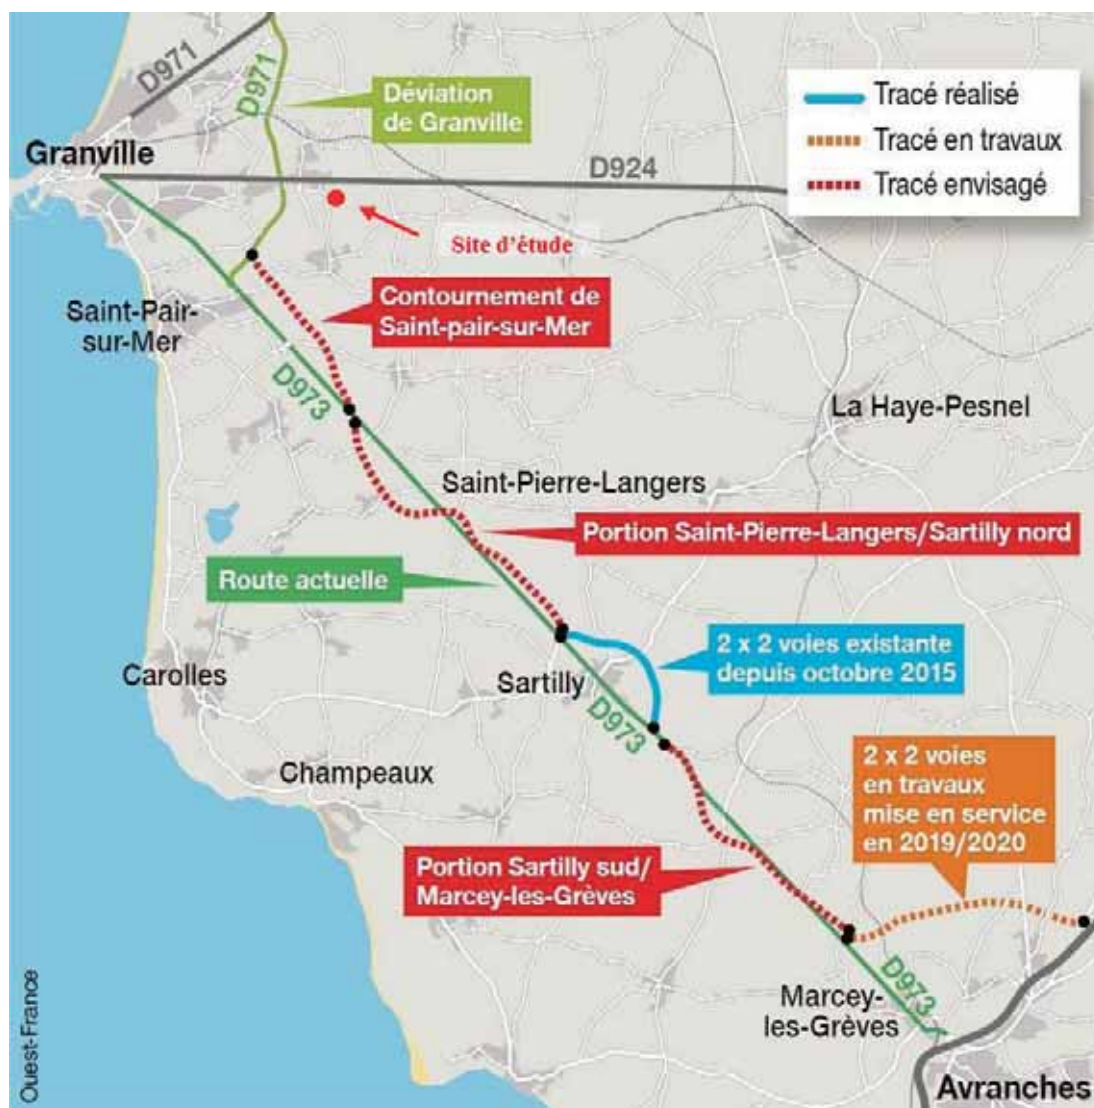 D971
D971
Déviation
de Granville
Tracé réalisé
Tracé en travaux
Tracé envisagé
Granville
D924
Site d'étude
Contournement de
Saint-pair-sur-Mer
Saint-Pair-
sur-Mer
D973
La Haye-Pesnel
Saint-Pierre-Langers
Portion Saint-Pierre-Langers/Sartilly nord
Route actuelle
2 x 2 voies existante
depuis octobre 2015
Carolles
Sartilly
D973
Champeaux
2 x 2 voies
en travaux
mise en service
en 2019/2020
Portion Sartilly sud/
Marcey-les-Grèves
Marcey-
les-Grèves
D973
Avranches
Ouest-France